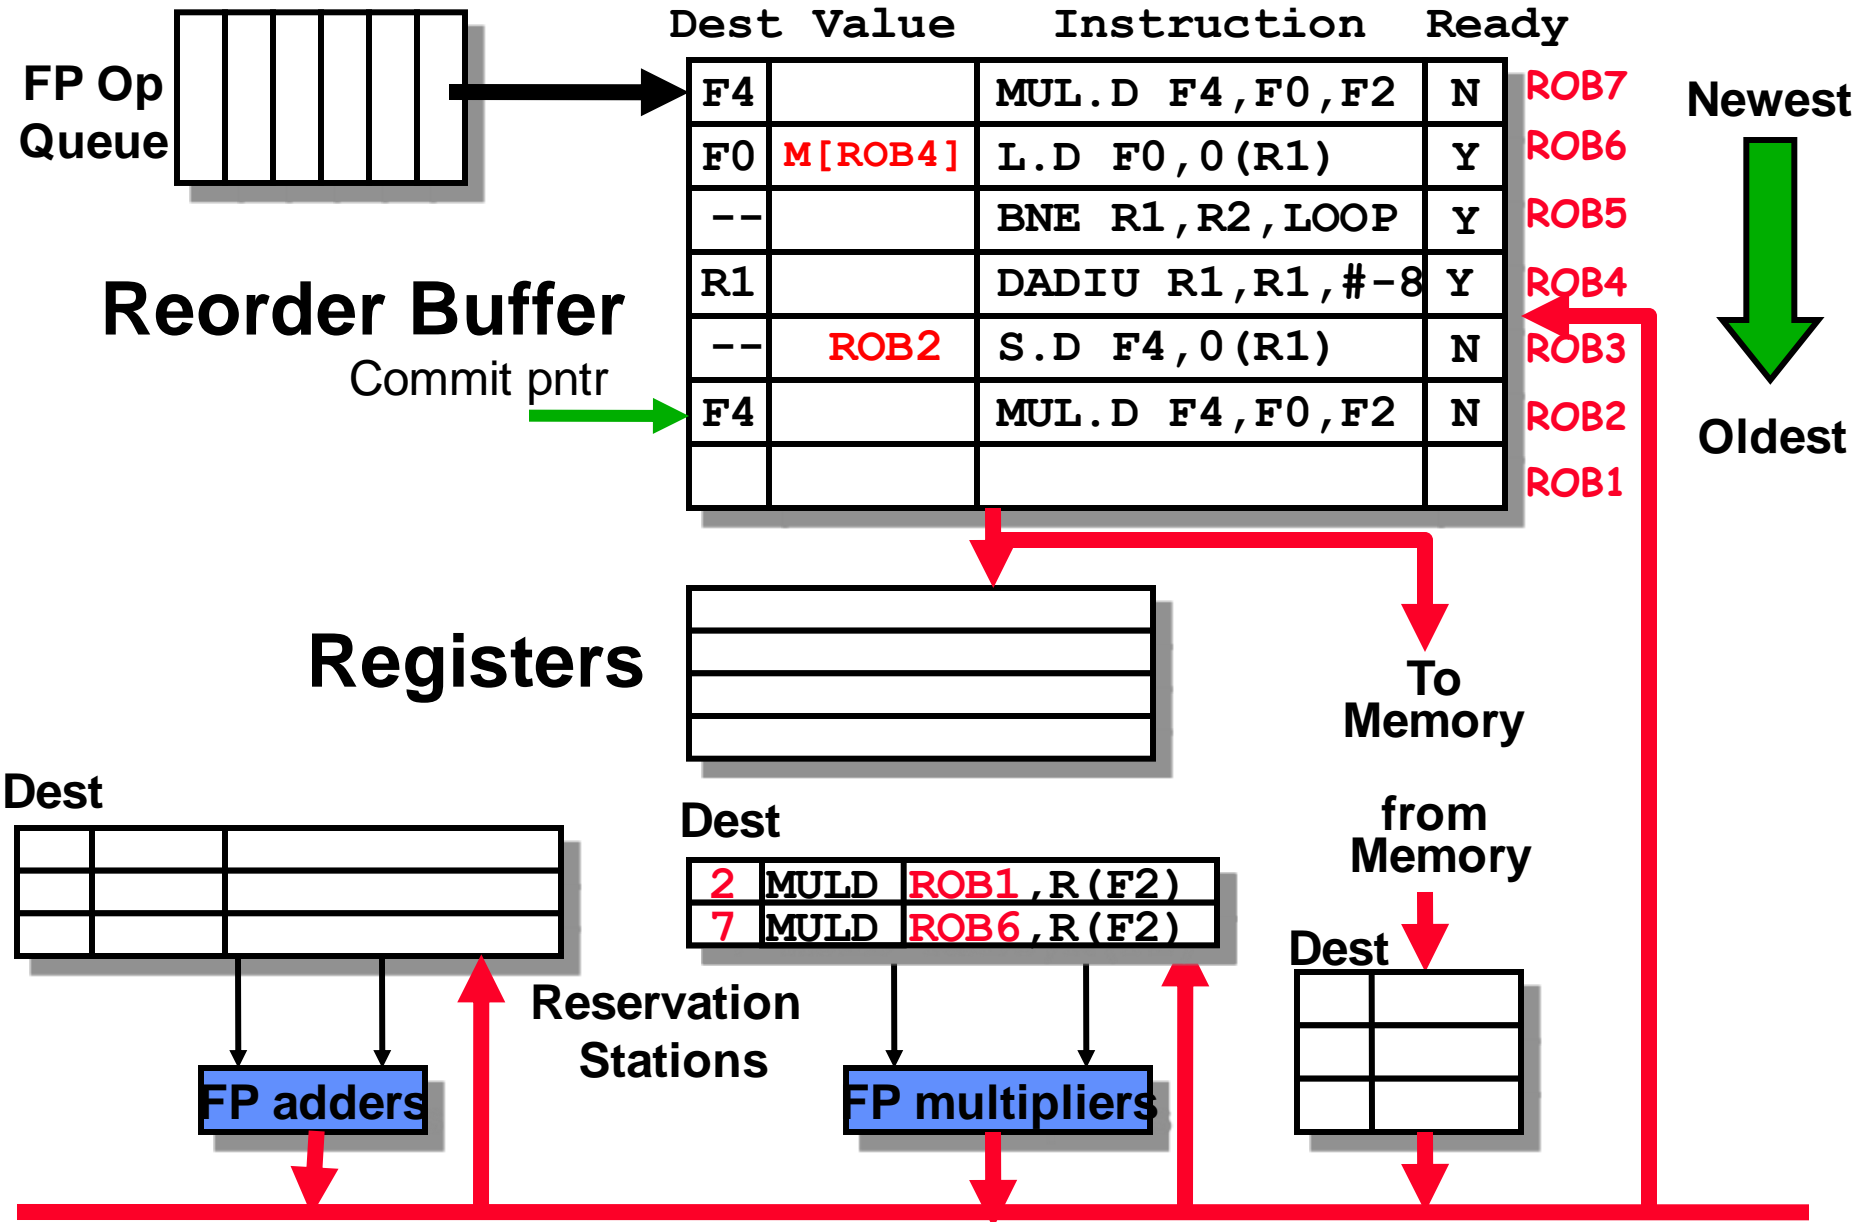 Dest Value Instruction Ready
FP Op
Queue
F4 MUL.D F4,F0,F2 N ROB7
F0 M[ROB4] L.D F0,0(R1) Y ROB6
-- BNE R1,R2,LOOP Y ROB5
R1 DADIU R1,R1,#-8 Y ROB4
-- ROB2 S.D F4,0(R1) N ROB3
F4 MUL.D F4,F0,F2 N ROB2
ROB1
Newest
Oldest
Reorder Buffer
Commit pntr
Registers
To
Memory
from
Memory
Dest
Dest
2 MULD ROB1,R(F2)
7 MULD ROB6,R(F2)
Dest
Reservation
Stations
FP adders
FP multipliers